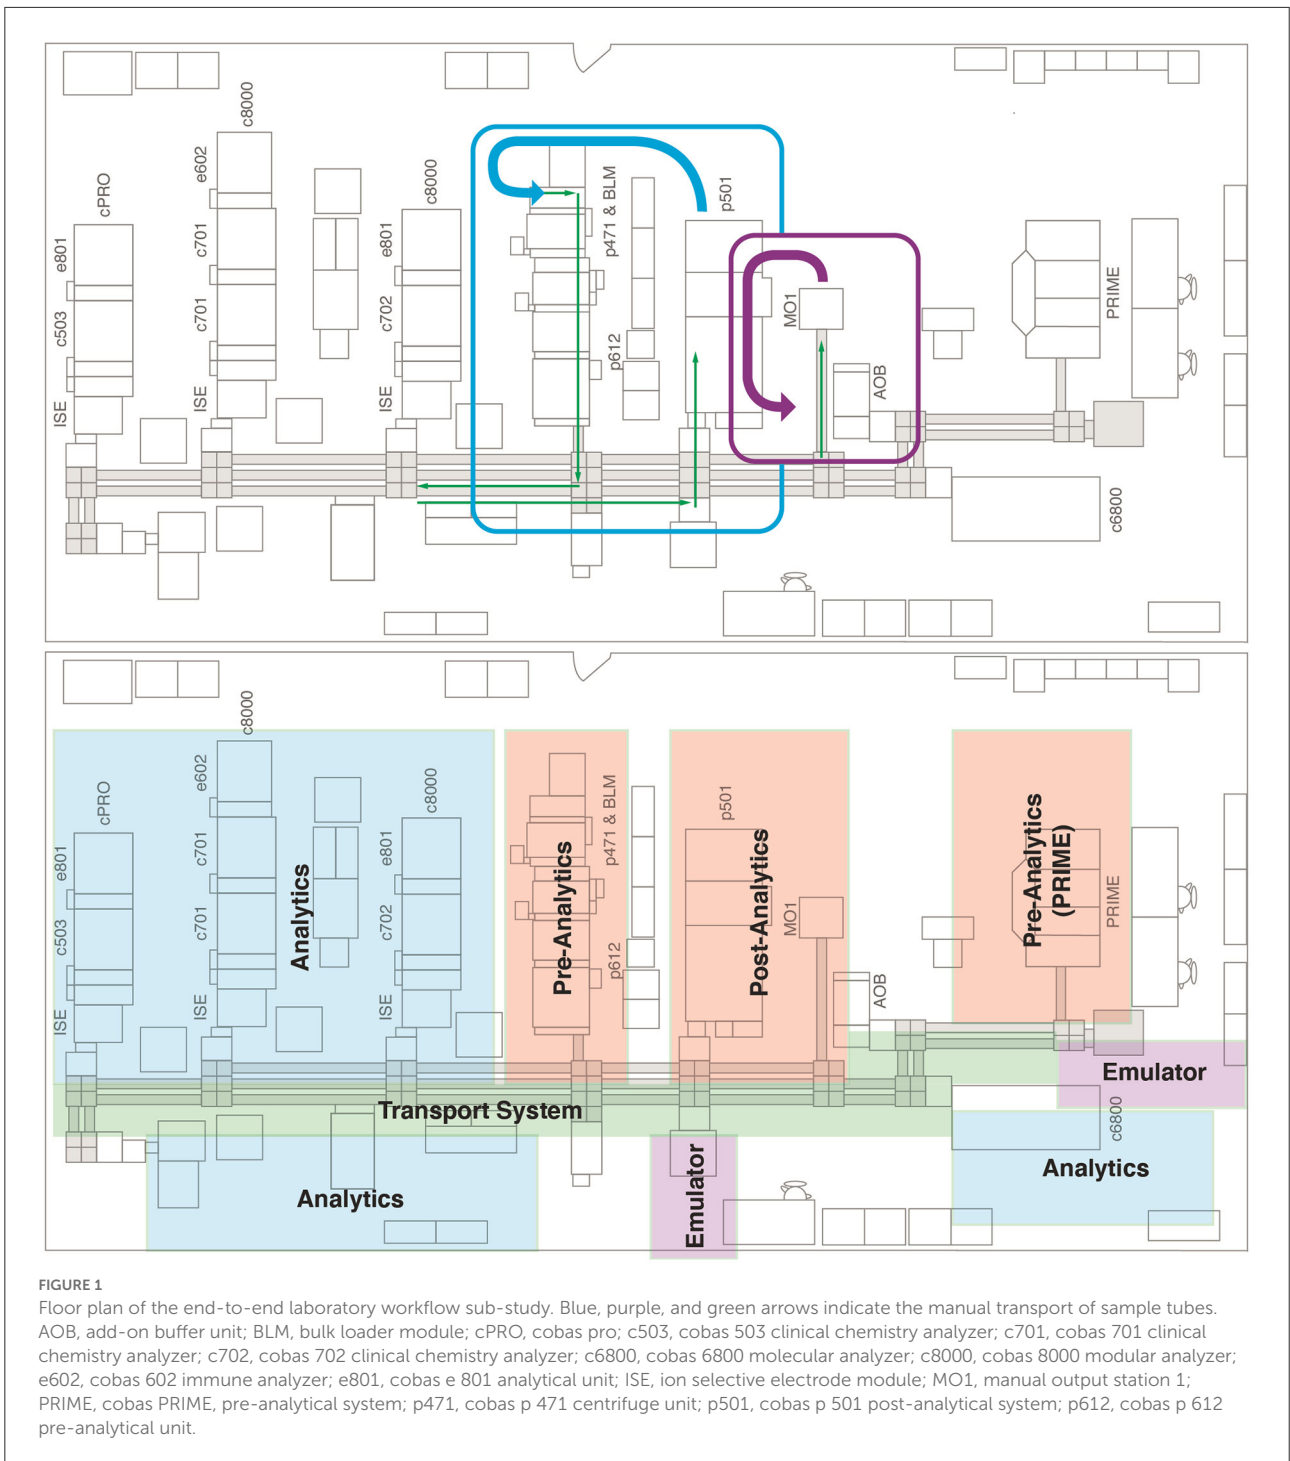 c8000
e602
cPRO
c8000
p471 & BLM
p501
e801
c701
e801
MO1
PRIME
c503
c701
c702
p612
AOB
ISE
ISE
ISE
c6800
c8000
e602
cPRO
c8000
p471 & BLM
p501
e801
c701
e801
Analytics
Pre-Analytics
Post-Analytics
MO1
Pre-Analytics
(PRIME)
PRIME
c503
c701
c702
p612
AOB
ISE
ISE
ISE
Emulator
Transport System
c6800
Analytics
Emulator
Analytics
FIGURE 1
Floor plan of the end-to-end laboratory workflow sub-study. Blue, purple, and green arrows indicate the manual transport of sample tubes.
AOB, add-on buffer unit; BLM, bulk loader module; cPRO, cobas pro; c503, cobas 503 clinical chemistry analyzer; c701, cobas 701 clinical
chemistry analyzer; c702, cobas 702 clinical chemistry analyzer; c6800, cobas 6800 molecular analyzer; c8000, cobas 8000 modular analyzer;
e602, cobas 602 immune analyzer; e801, cobas e 801 analytical unit; ISE, ion selective electrode module; MO1, manual output station 1;
PRIME, cobas PRIME, pre-analytical system; p471, cobas p 471 centrifuge unit; p501, cobas p 501 post-analytical system; p612, cobas p 612
pre-analytical unit.